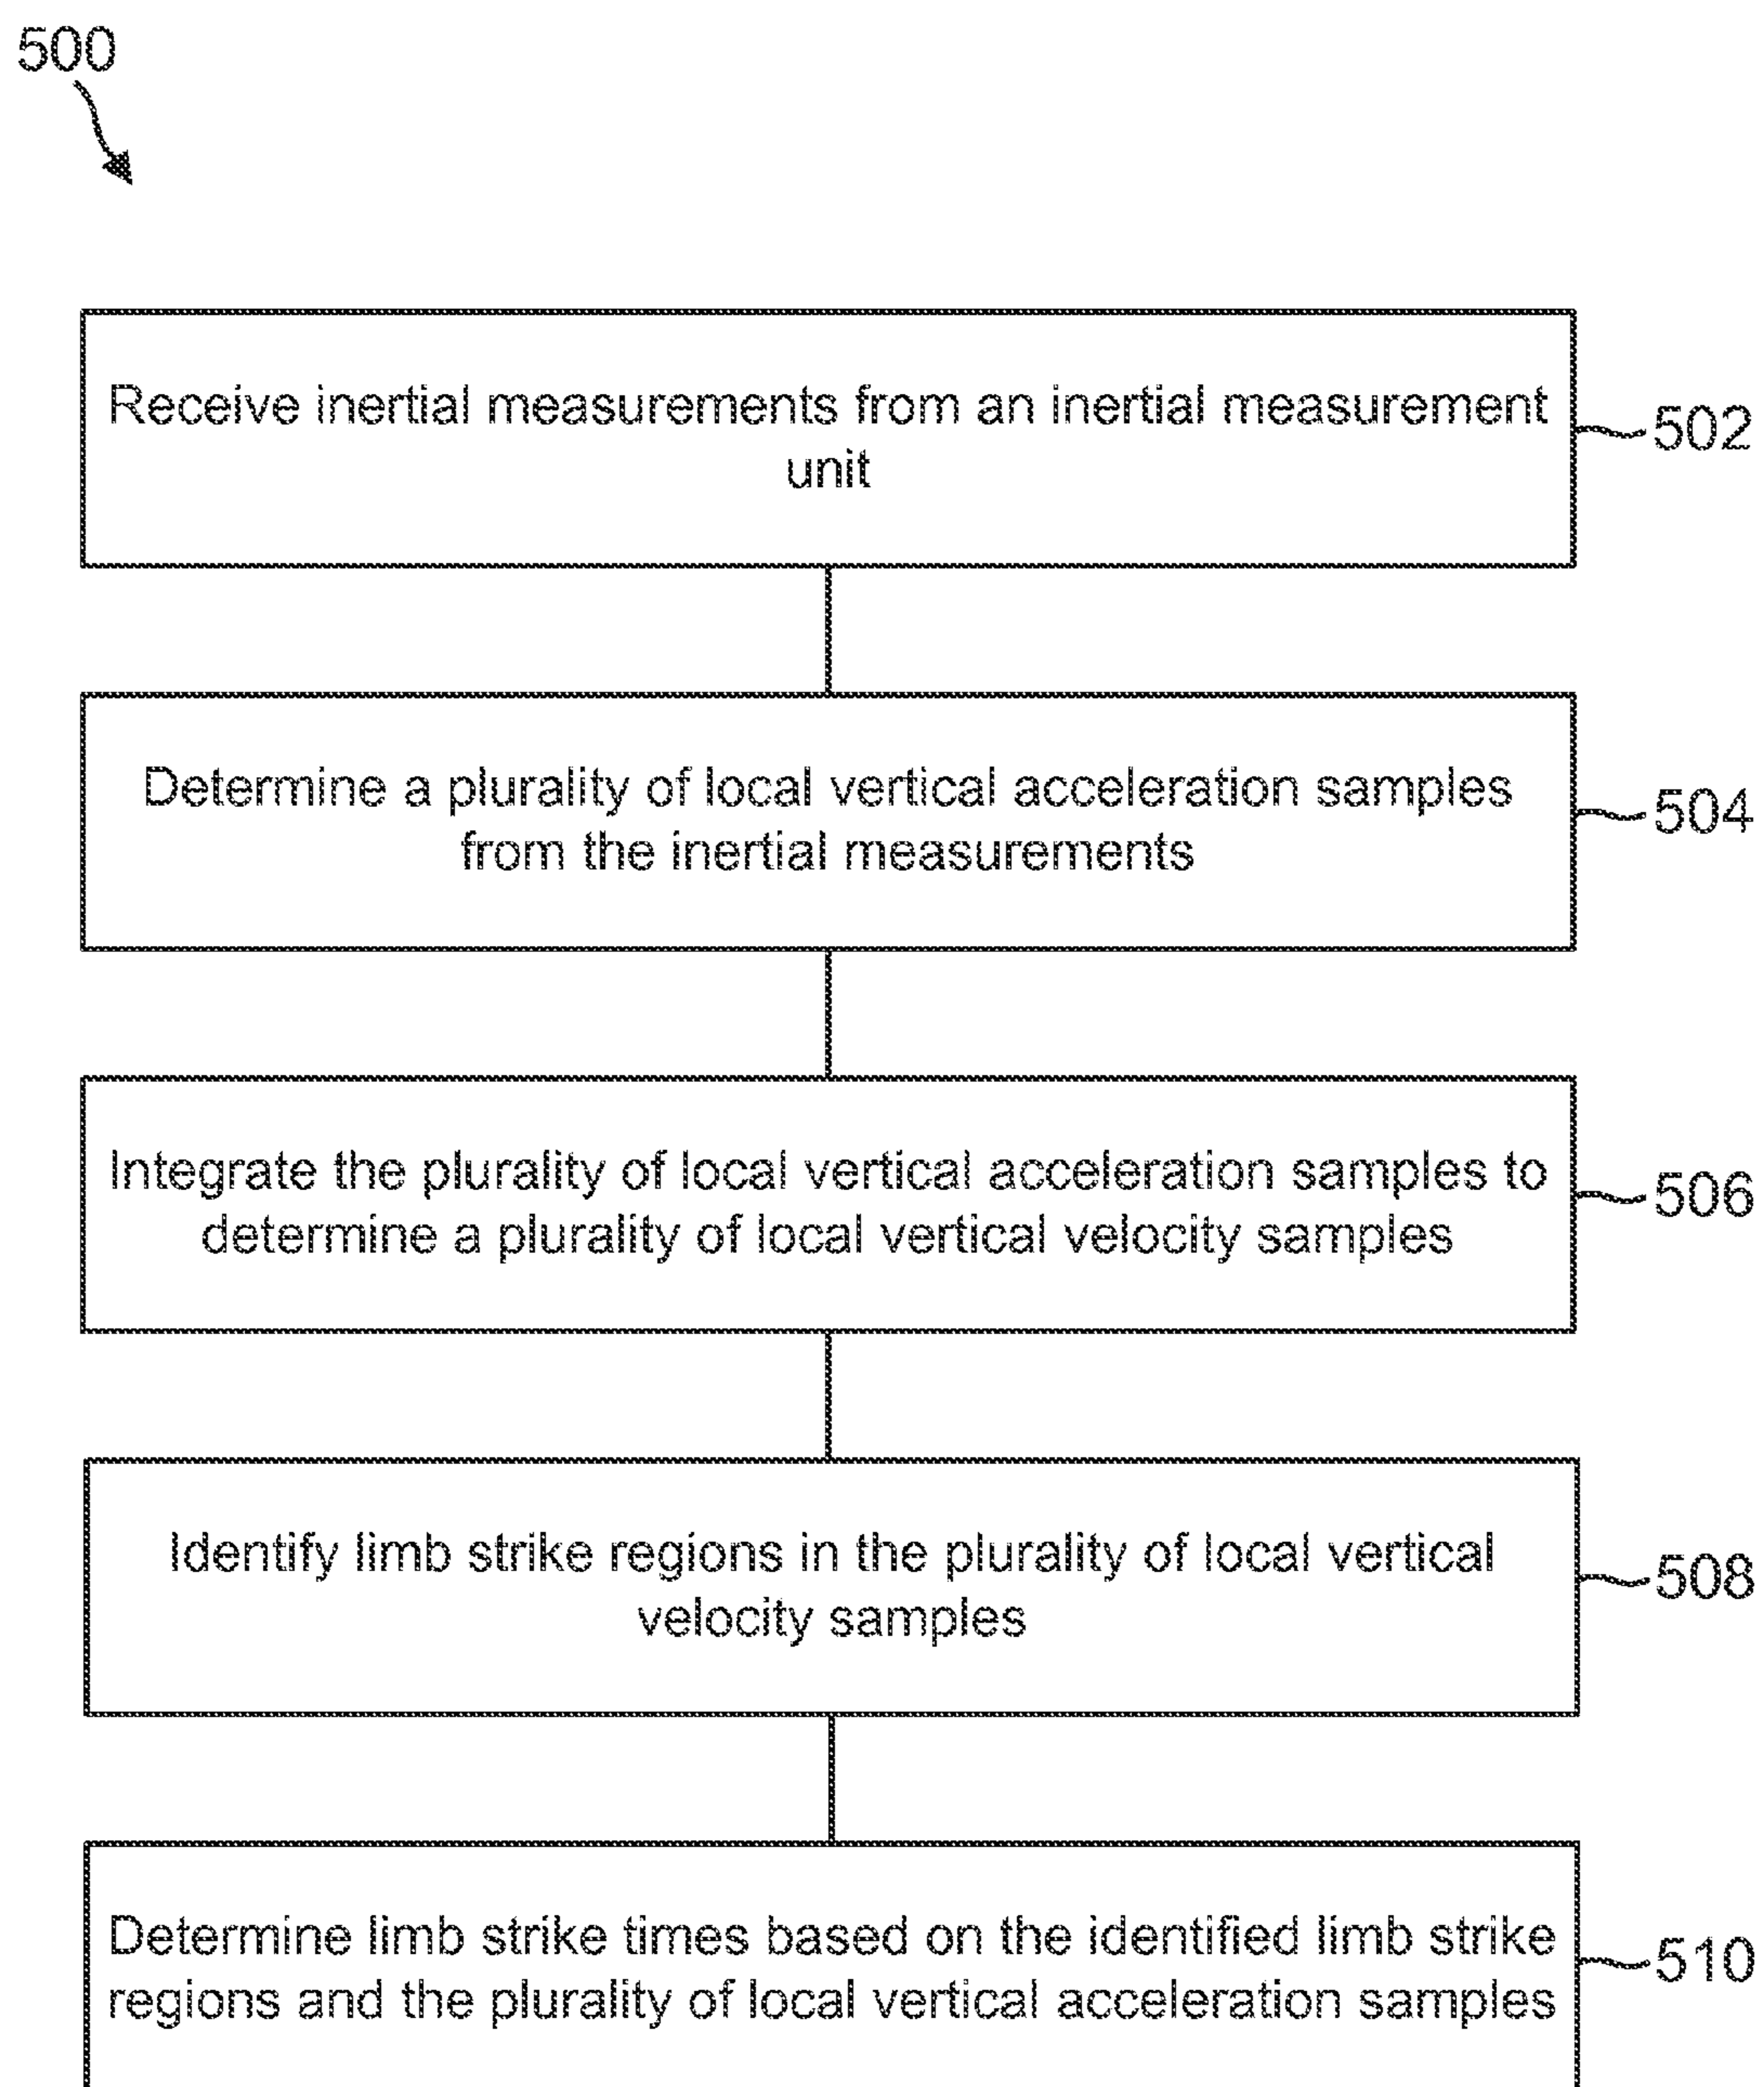 500
Receive inertial measurements from an inertial measurement
unit
502
Determine a plurality of local vertical acceleration samples
from the inertial measurements
504
Integrate the plurality of local vertical acceleration samples to
determine a plurality of local vertical velocity samples
506
Identify limb strike regions in the plurality of local vertical
velocity samples
508
Determine limb strike times based on the identified limb strike
regions and the plurality of local vertical acceleration samples
510